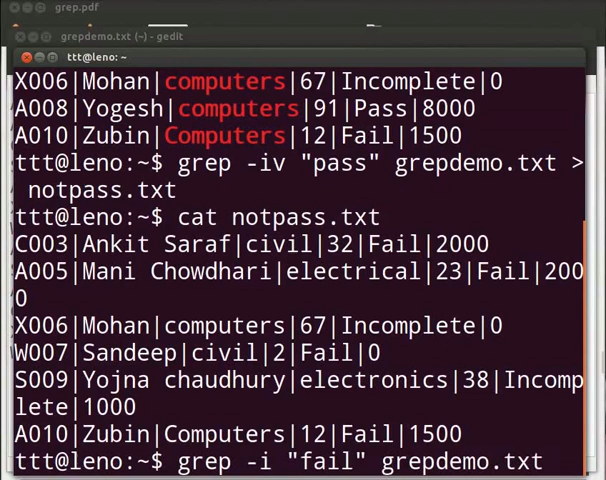 grep.pdf
grepdemo.txt (~) - gedit
ttt@leno: ~
X006|Mohan|computers|67|Incomplete|0
A008|Yogesh|computers|91|Pass|8000
A010|Zubin|Computers|12|Fail|1500
ttt@leno:~$ grep -iv "pass" grepdemo.txt >
notpass.txt
ttt@leno:~$ cat notpass.txt
C003|Ankit Saraf|civil|32|Fail|2000
A005|Mani Chowdhari|electrical|23|Fail|200
0
X006|Mohan|computers|67|Incomplete|0
W007|Sandeep|civil|2|Fail|0
S009|Yojna chaudhury|electronics|38|Incomp
lete|1000
A010|Zubin|Computers|12|Fail|1500
ttt@leno:~$ grep -i "fail" grepdemo.txt